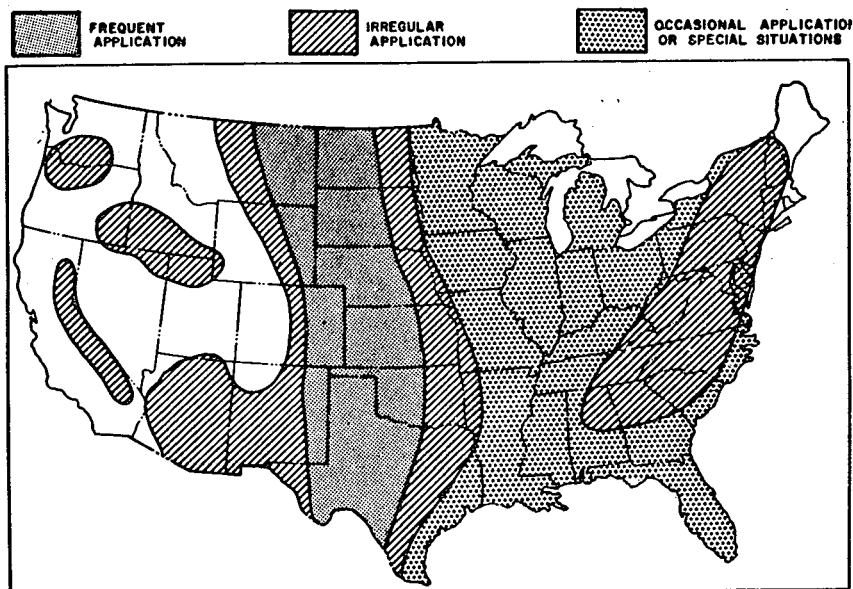 FREQUENT
APPLICATION
IRREGULAR
APPLICATION
OCCASIONAL APPLICATION
OR SPECIAL SITUATIONS